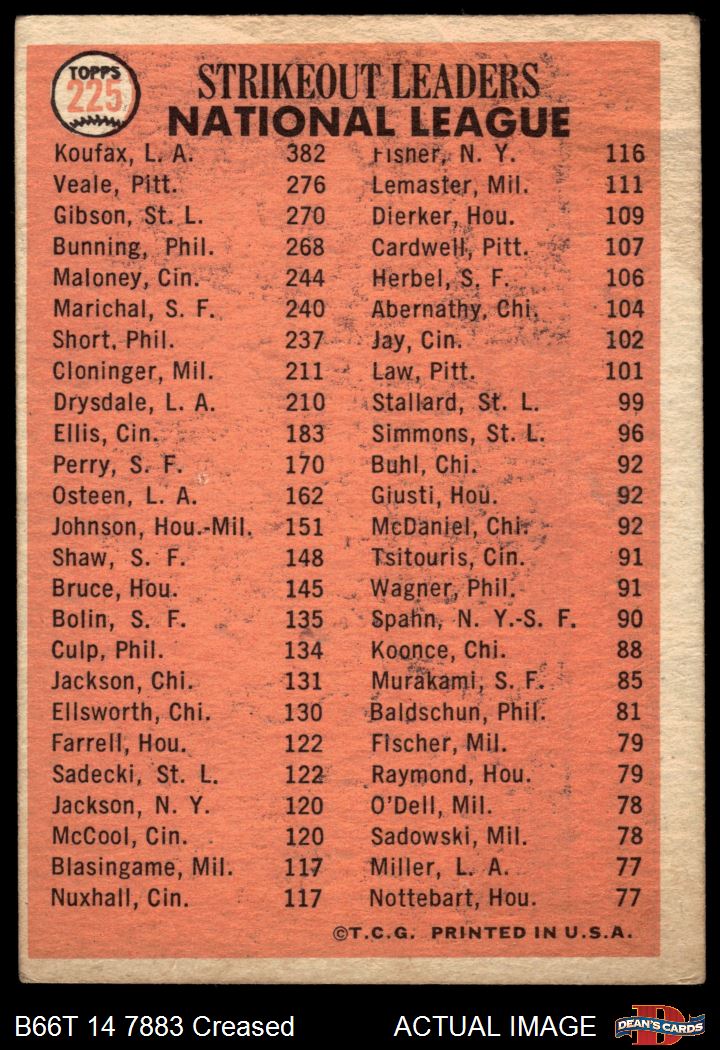 TOPPS
225
STRIKEOUT LEADERS
NATIONAL LEAGUE
Koufax, L. A. 382
Veale, Pitt. 276
Gibson, St. L. 270
Bunning, Phil. 268
Maloney, Cin. 244
Marichal, S. F. 240
Short, Phil. 237
Cloninger, Mil. 211
Drysdale, L. A. 210
Ellis, Cin. 183
Perry, S. F. 170
Osteen, L. A. 162
Johnson, Hou.-Mil. 151
Shaw, S. F. 148
Bruce, Hou. 145
Bolin, S. F. 135
Culp, Phil. 134
Jackson, Chi. 131
Ellsworth, Chi. 130
Farrell, Hou. 122
Sadecki, St. L. 122
Jackson, N. Y. 120
McCool, Cin. 120
Blasingame, Mil. 117
Nuxhall, Cin. 117
Fisher, N. Y. 116
Lemaster, Mil. 111
Dierker, Hou. 109
Cardwell, Pitt. 107
Herbel, S. F. 106
Abernathy, Chi. 104
Jay, Cin. 102
Law, Pitt. 101
Stallard, St. L. 99
Simmons, St. L. 96
Buhl, Chi. 92
Giusti, Hou. 92
McDaniel, Chi. 92
Tsitouris, Cin. 91
Wagner, Phil. 91
Spahn, N. Y.-S. F. 90
Koonce, Chi. 88
Murakami, S. F. 85
Baldschun, Phil. 81
Fischer, Mil. 79
Raymond, Hou. 79
O'Dell, Mil. 78
Sadowski, Mil. 78
Miller, L. A. 77
Nottebart, Hou. 77
©T.C.G. PRINTED IN U.S.A.
B66T 14 7883 Creased
ACTUAL IMAGE
D
DEAN'S CARDS